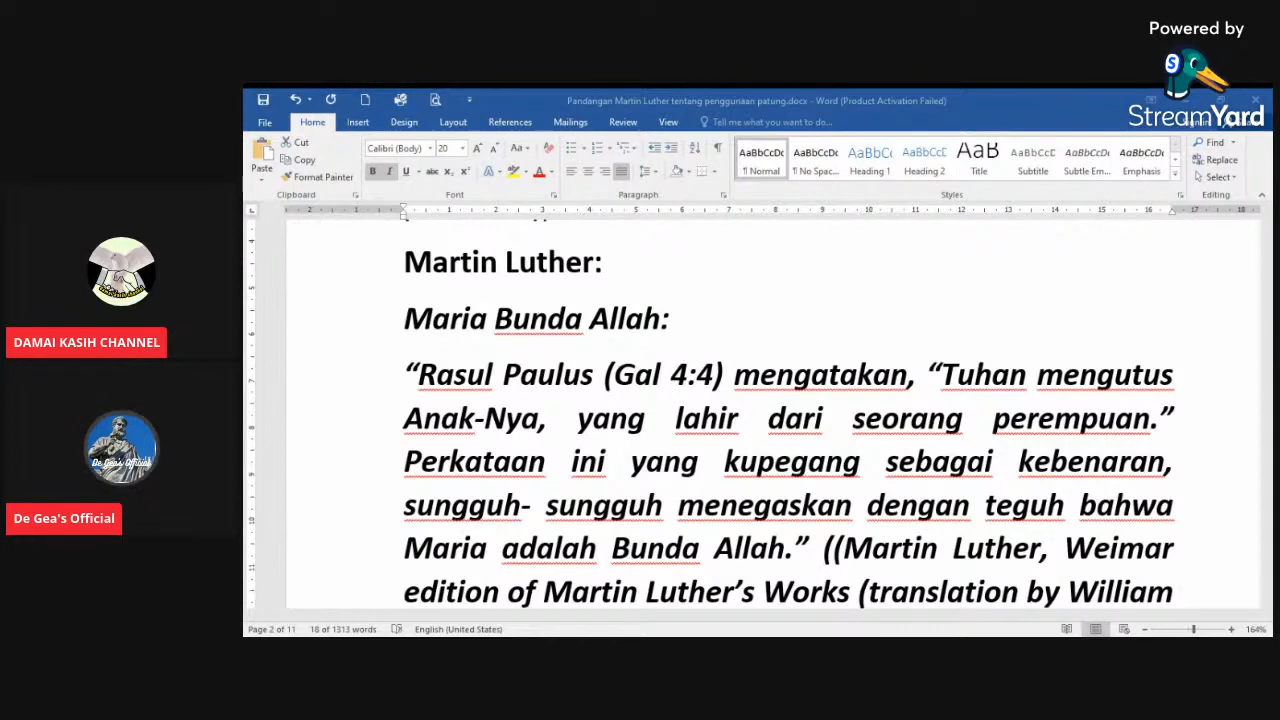 Powered by
StreamYard
Pandangan Martin Luther tentang penggunaan patung.docx - Word (Product Activation Failed)
File Home Insert Design Layout References Mailings Review View Tell me what you want to do...
Paste
Cut
Copy
Format Painter
Clipboard
Calibri (Body) 20
Font
Paragraph
AaBbCcDc AaBbCcDc AaBbC AaBbCcC AaB AaBbCcD AaBbCcDc AaBbCcDc
¶ Normal ¶ No Spac... Heading 1 Heading 2 Title Subtitle Subtle Em... Emphasis
Styles
Find
Replace
Select
Editing
Martin Luther:
Maria Bunda Allah:
“Rasul Paulus (Gal 4:4) mengatakan, “Tuhan mengutus
Anak-Nya, yang lahir dari seorang perempuan.”
Perkataan ini yang kupegang sebagai kebenaran,
sungguh- sungguh menegaskan dengan teguh bahwa
Maria adalah Bunda Allah.” ((Martin Luther, Weimar
edition of Martin Luther’s Works (translation by William
Page 2 of 11 18 of 1313 words English (United States) 164%
DAMAI KASIH CHANNEL
De Gea's Official
De Gea's Official